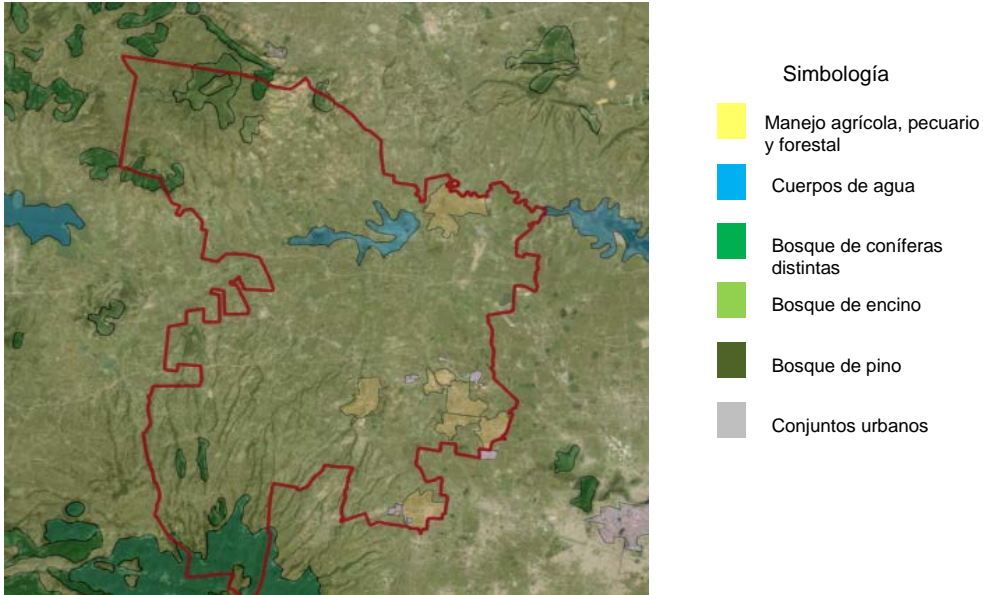 Simbología
Manejo agrícola, pecuario
y forestal
Cuerpos de agua
Bosque de coníferas
distintas
Bosque de encino
Bosque de pino
Conjuntos urbanos